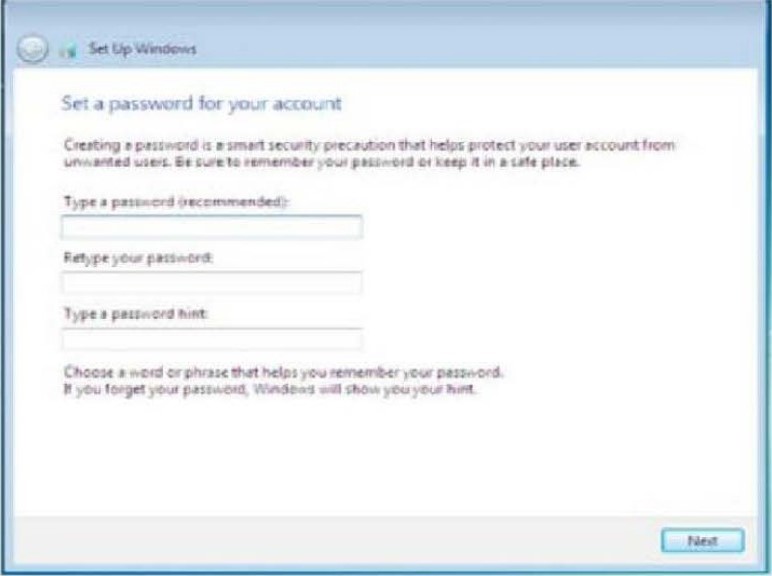 Set Up Windows
Set a password for your account
Creating a password is a smart security precaution that helps protect your user account from
unwanted users. Be sure to remember your password or keep it in a safe place.
Type a password (recommended):
Retype your password:
Type a password hint:
Choose a word or phrase that helps you remember your password.
If you forget your password, Windows will show you your hint.
Next